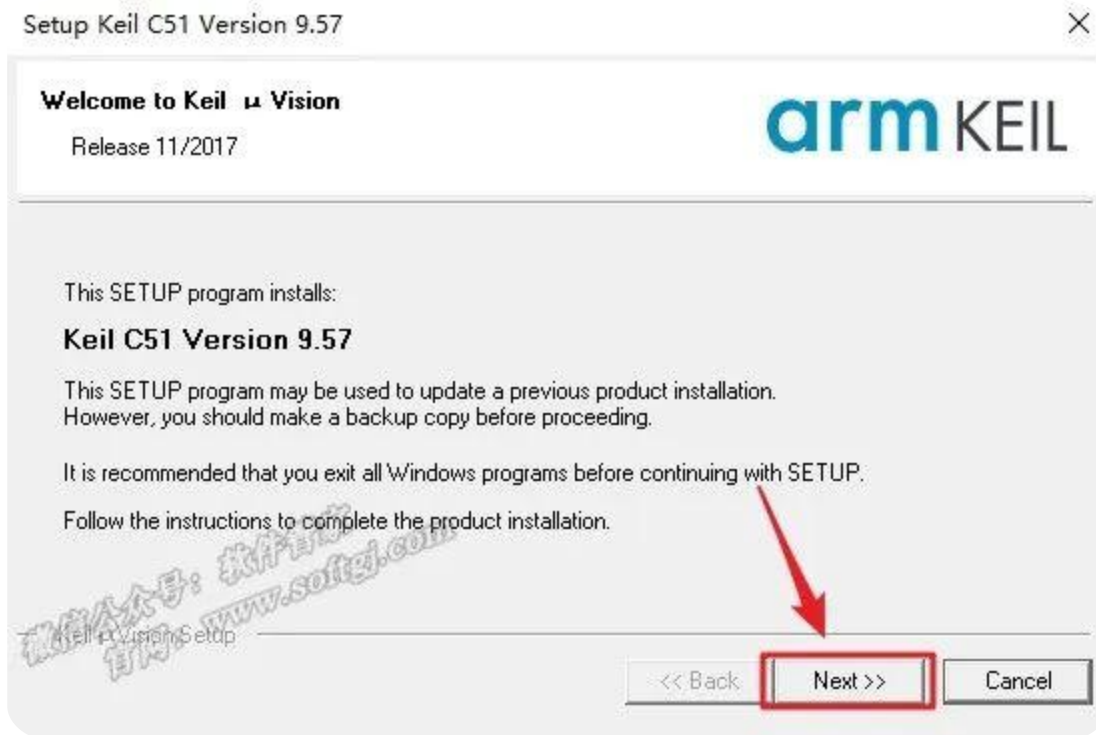 Setup Keil C51 Version 9.57
Welcome to Keil μ Vision
Release 11/2017
arm KEIL
This SETUP program installs:
Keil C51 Version 9.57
This SETUP program may be used to update a previous product installation.
However, you should make a backup copy before proceeding.
It is recommended that you exit all Windows programs before continuing with SETUP.
Follow the instructions to complete the product installation.
微信公众号：软件管家
官网：www.softgj.com
Keil μ Vision Setup
<< Back
Next >>
Cancel